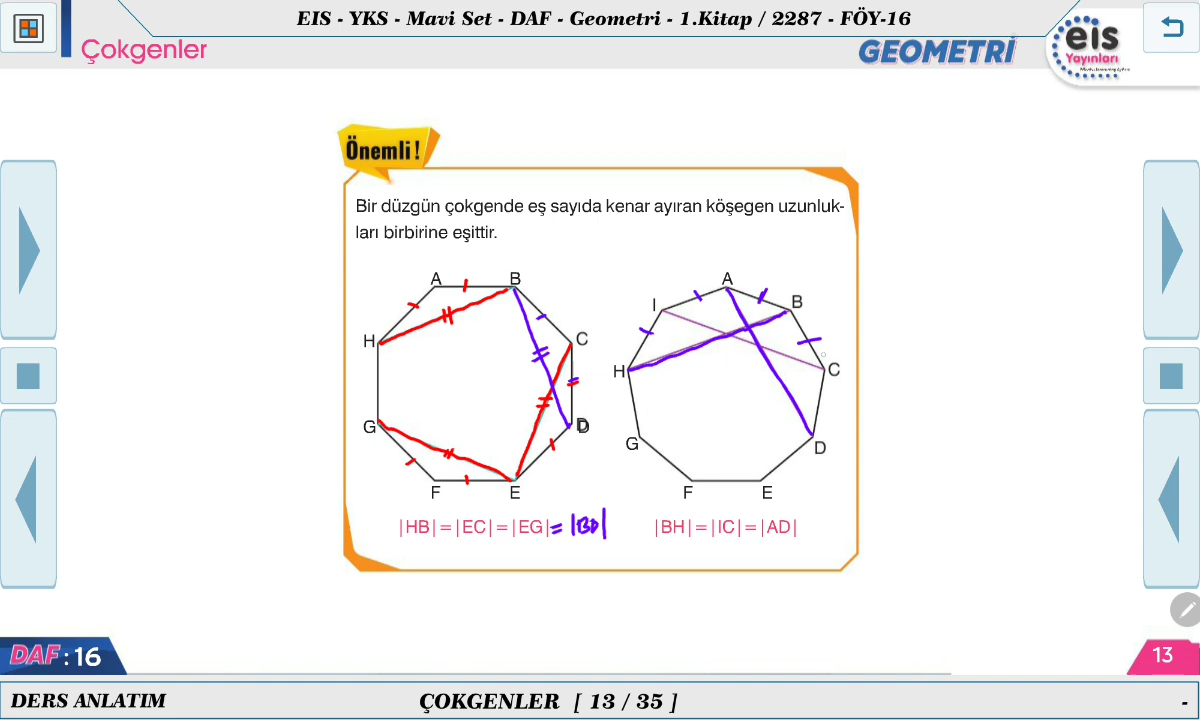 EIS - YKS - Mavi Set - DAF - Geometri - 1.Kitap / 2287 - FÖY-16
Çokgenler
GEOMETRİ
eis
Yayınları
Önemli!
Bir düzgün çokgende eş sayıda kenar ayıran köşegen uzunluk-
ları birbirine eşittir.
A B
H C
G D
F E
|HB| = |EC| = |EG| = |BD|
A
I B
H C
G D
F E
|BH| = |IC| = |AD|
DAF : 16
13
DERS ANLATIM ÇOKGENLER [ 13 / 35 ] -